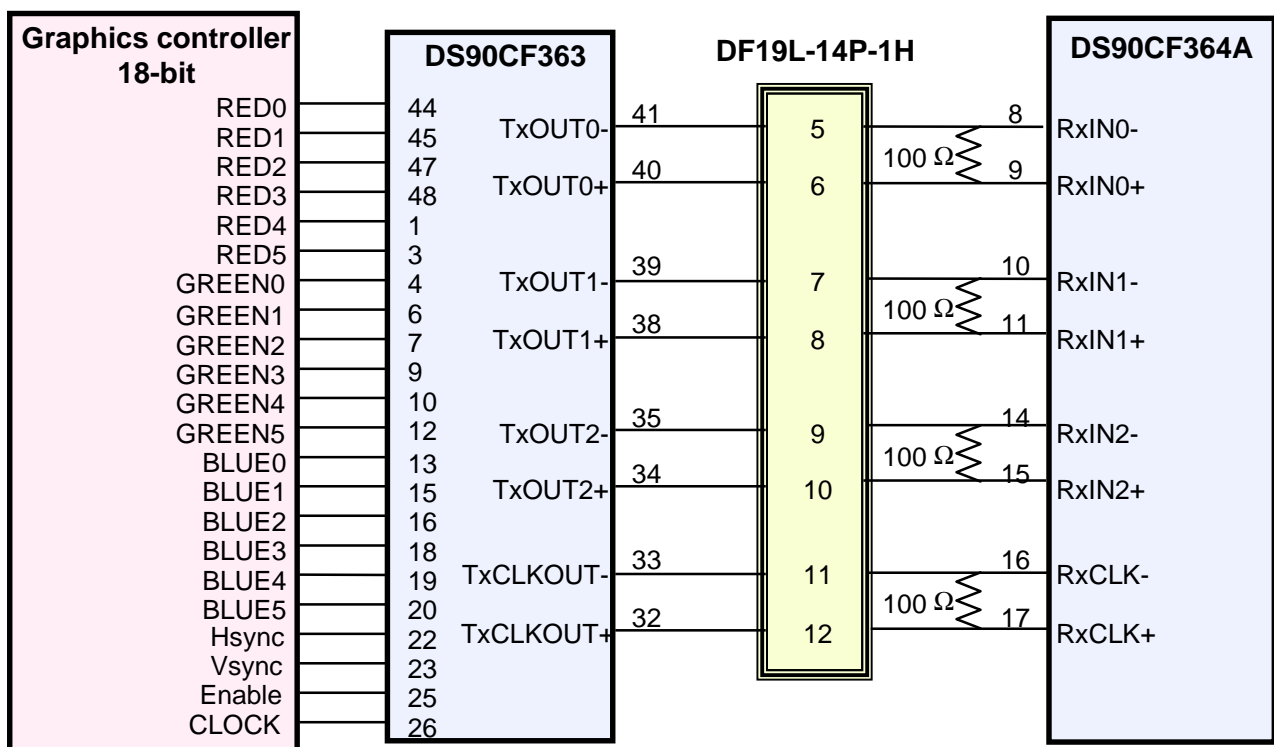 Graphics controller
18-bit
RED0
RED1
RED2
RED3
RED4
RED5
GREEN0
GREEN1
GREEN2
GREEN3
GREEN4
GREEN5
BLUE0
BLUE1
BLUE2
BLUE3
BLUE4
BLUE5
Hsync
Vsync
Enable
CLOCK
DS90CF363
44
45
47
48
1
3
4
6
7
9
10
12
13
15
16
18
19
20
22
23
25
26
TxOUT0- 41
TxOUT0+ 40
TxOUT1- 39
TxOUT1+ 38
TxOUT2- 35
TxOUT2+ 34
TxCLKOUT- 33
TxCLKOUT+ 32
DF19L-14P-1H
5
6
7
8
9
10
11
12
100 Ω
100 Ω
100 Ω
100 Ω
DS90CF364A
8 RxIN0-
9 RxIN0+
10 RxIN1-
11 RxIN1+
14 RxIN2-
15 RxIN2+
16 RxCLK-
17 RxCLK+